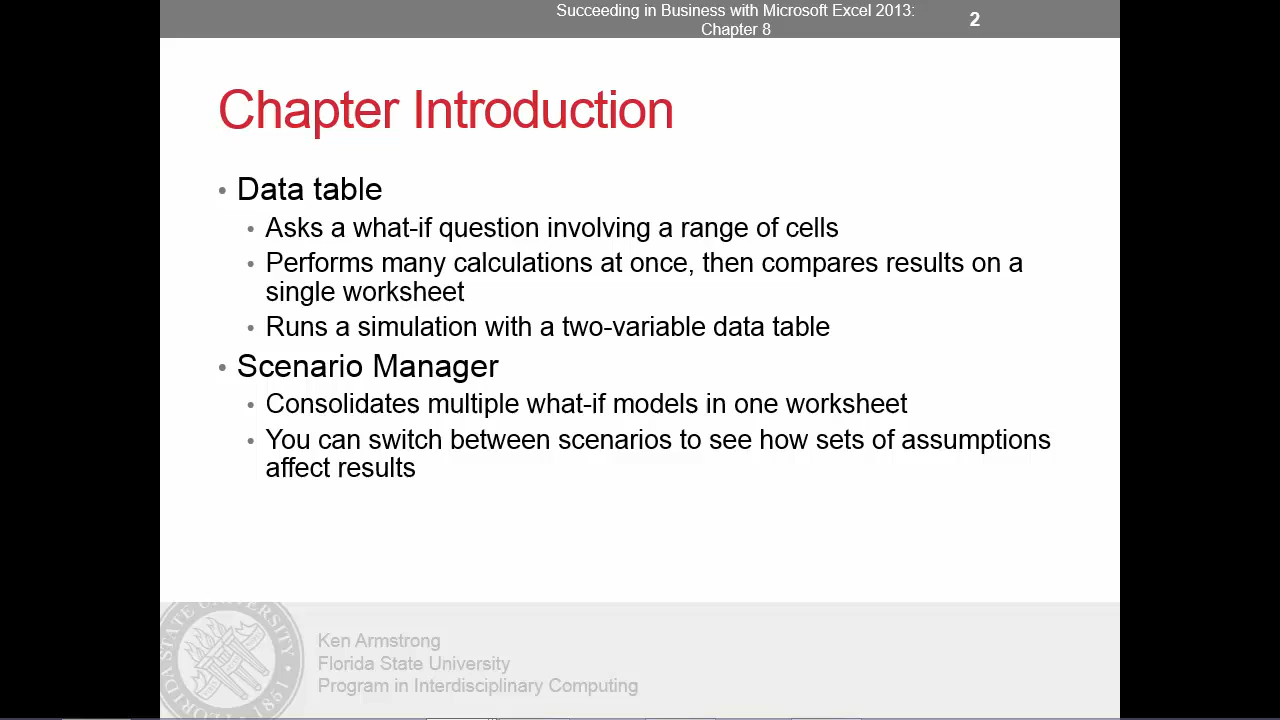 Succeeding in Business with Microsoft Excel 2013:
Chapter 8
2
Chapter Introduction
• Data table
• Asks a what-if question involving a range of cells
• Performs many calculations at once, then compares results on a
single worksheet
• Runs a simulation with a two-variable data table
• Scenario Manager
• Consolidates multiple what-if models in one worksheet
• You can switch between scenarios to see how sets of assumptions
affect results
Ken Armstrong
Florida State University
Program in Interdisciplinary Computing